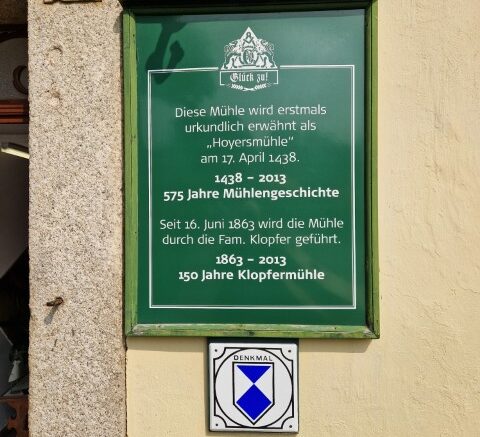 Glück zu!
Diese Mühle wird erstmals
urkundlich erwähnt als
„Hoyersmühle“
am 17. April 1438.
1438 – 2013
575 Jahre Mühlengeschichte
Seit 16. Juni 1863 wird die Mühle
durch die Fam. Klopfer geführt.
1863 – 2013
150 Jahre Klopfermühle
DENKMAL